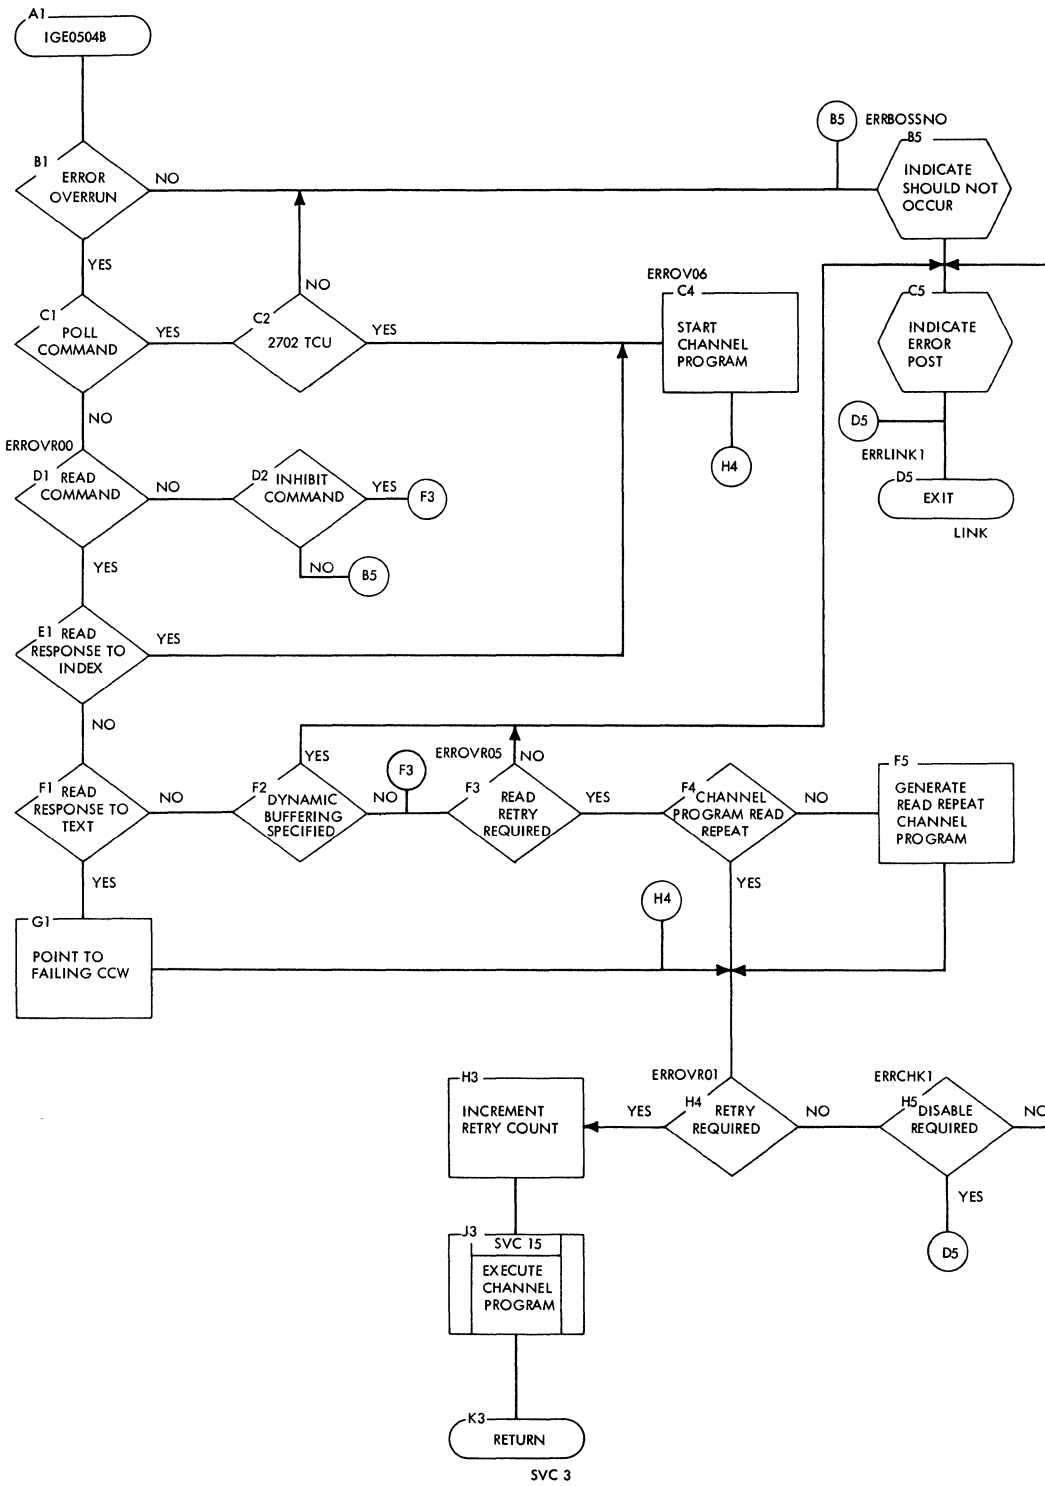 A1
IGE0504B
B5
ERRBOSSNO
B5
INDICATE
SHOULD NOT
OCCUR
B1
ERROR
OVERRUN
NO
YES
NO
ERROV06
C4
START
CHANNEL
PROGRAM
C5
INDICATE
ERROR
POST
C1
POLL
COMMAND
YES
C2
2702 TCU
YES
NO
D5
H4
ERRLINK1
D5
EXIT
LINK
ERROVR00
D1
READ
COMMAND
NO
D2
INHIBIT
COMMAND
YES
F3
YES
NO
B5
E1
READ
RESPONSE TO
INDEX
YES
NO
F1
READ
RESPONSE TO
TEXT
NO
YES
F2
DYNAMIC
BUFFERING
SPECIFIED
YES
NO
F3
ERROVR05
F3
READ
RETRY
REQUIRED
NO
YES
F4
CHANNEL
PROGRAM READ
REPEAT
NO
YES
F5
GENERATE
READ REPEAT
CHANNEL
PROGRAM
G1
POINT TO
FAILING CCW
H4
H3
INCREMENT
RETRY COUNT
YES
ERROVR01
H4
RETRY
REQUIRED
NO
ERRCHK1
H5
DISABLE
REQUIRED
NO
YES
D5
J3
SVC 15
EXECUTE
CHANNEL
PROGRAM
K3
RETURN
SVC 3